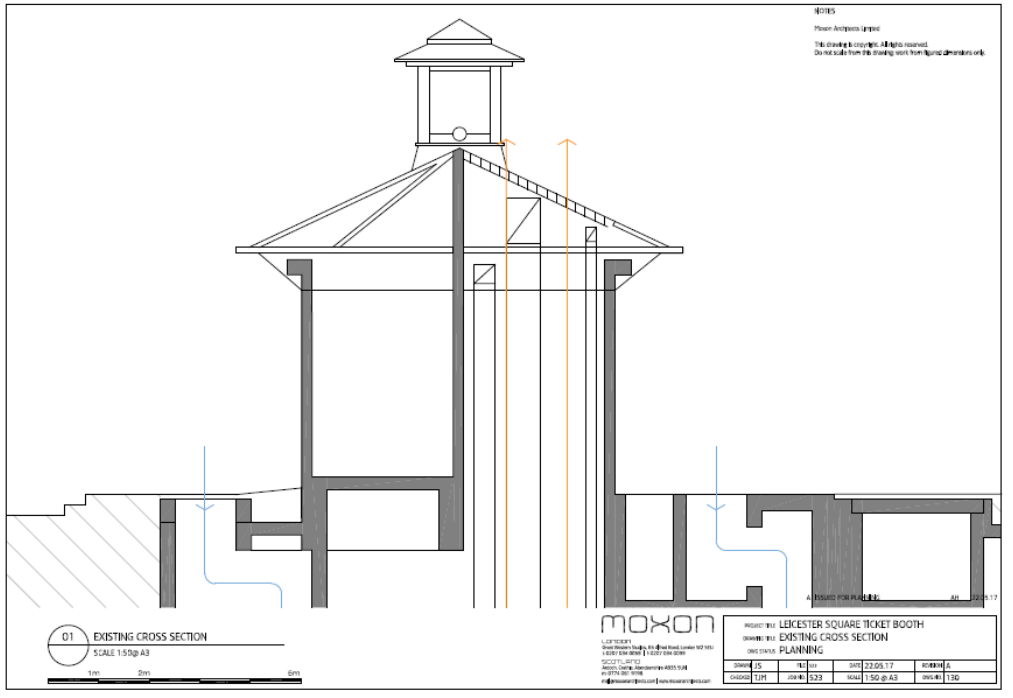 NOTES
Moxon Architects Limited
This drawing is copyright. All rights reserved.
Do not scale from this drawing; work from figured dimensions only.
A ISSUED FOR PLANNING AH 22.05.17
01 EXISTING CROSS SECTION
SCALE 1:50@ A3
1m 2m 5m
MOXON
LONDON
SCOTLAND
PROJECT TITLE LEICESTER SQUARE TICKET BOOTH
DRAWING TITLE EXISTING CROSS SECTION
DWG STATUS PLANNING
DRAWN JS FILE DATE 22.05.17 REVISION A
CHECKED TJM JOB NO. 523 SCALE 1:50 @ A3 DWG NO. 130